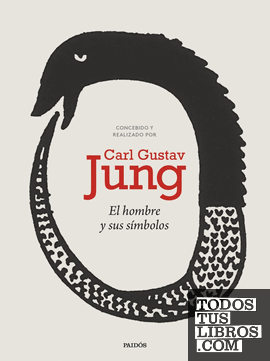 CONCEBIDO Y
REALIZADO POR
Carl Gustav
Jung
El hombre
y sus símbolos
PAIDÓS
TODOS
TUS
LIBROS
.COM